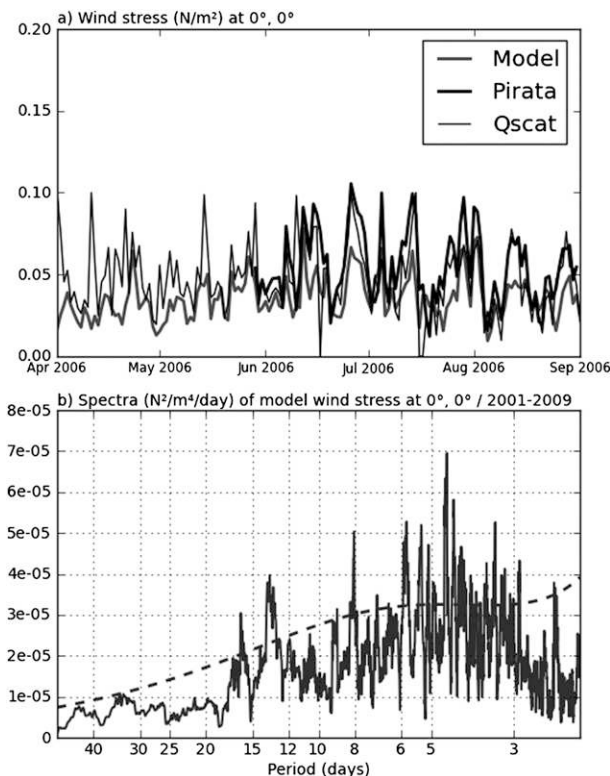 a) Wind stress (N/m²) at 0°, 0°
0.20
Model
Pirata
Qscat
0.15
0.10
0.05
0.00
Apr 2006 May 2006 Jun 2006 Jul 2006 Aug 2006 Sep 2006
b) Spectra (N²/m⁴/day) of model wind stress at 0°, 0° / 2001-2009
8e-05
7e-05
6e-05
5e-05
4e-05
3e-05
2e-05
1e-05
0
40 30 25 20 15 12 10 8 6 5 3
Period (days)